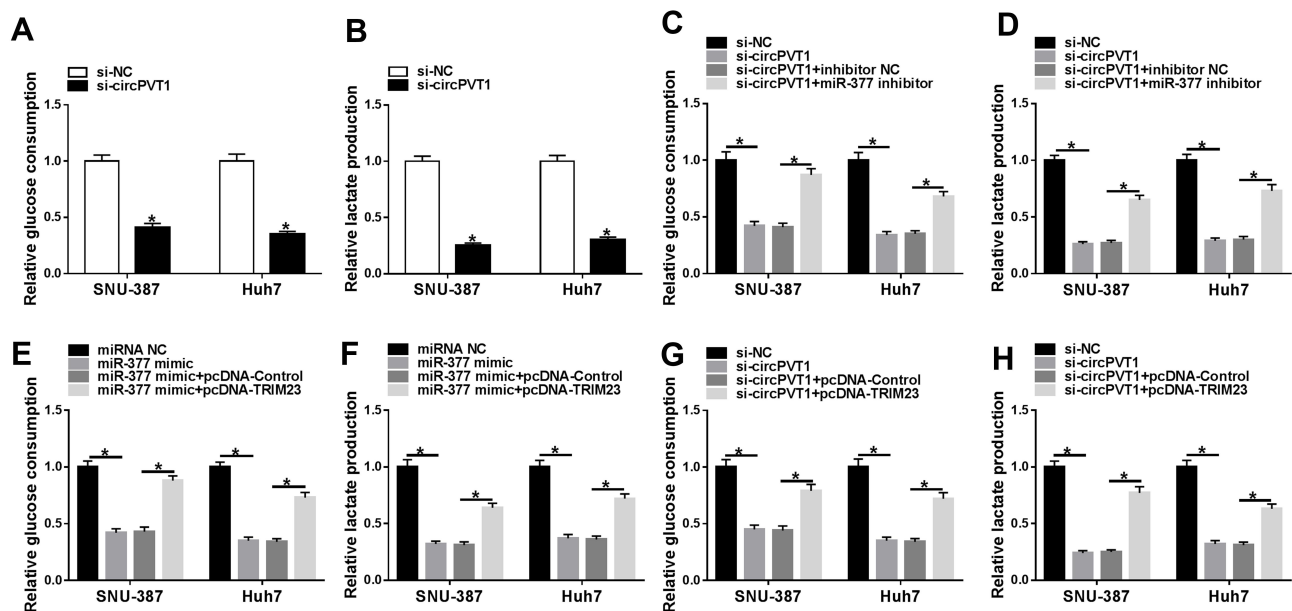 A
si-NC
si-circPVT1
Relative glucose consumption
1.5
1.0
0.5
0.0
*
*
SNU-387
Huh7
B
si-NC
si-circPVT1
Relative lactate production
1.5
1.0
0.5
0.0
*
*
SNU-387
Huh7
C
si-NC
si-circPVT1
si-circPVT1+inhibitor NC
si-circPVT1+miR-377 inhibitor
Relative glucose consumption
1.5
1.0
0.5
0.0
*
*
*
*
SNU-387
Huh7
D
si-NC
si-circPVT1
si-circPVT1+inhibitor NC
si-circPVT1+miR-377 inhibitor
Relative lactate production
1.5
1.0
0.5
0.0
*
*
*
*
SNU-387
Huh7
E
miRNA NC
miR-377 mimic
miR-377 mimic+pcDNA-Control
miR-377 mimic+pcDNA-TRIM23
Relative glucose consumption
1.5
1.0
0.5
0.0
*
*
*
*
SNU-387
Huh7
F
miRNA NC
miR-377 mimic
miR-377 mimic+pcDNA-Control
miR-377 mimic+pcDNA-TRIM23
Relative lactate production
1.5
1.0
0.5
0.0
*
*
*
*
SNU-387
Huh7
G
si-NC
si-circPVT1
si-circPVT1+pcDNA-Control
si-circPVT1+pcDNA-TRIM23
Relative glucose consumption
1.5
1.0
0.5
0.0
*
*
*
*
SNU-387
Huh7
H
si-NC
si-circPVT1
si-circPVT1+pcDNA-Control
si-circPVT1+pcDNA-TRIM23
Relative lactate production
1.5
1.0
0.5
0.0
*
*
*
*
SNU-387
Huh7